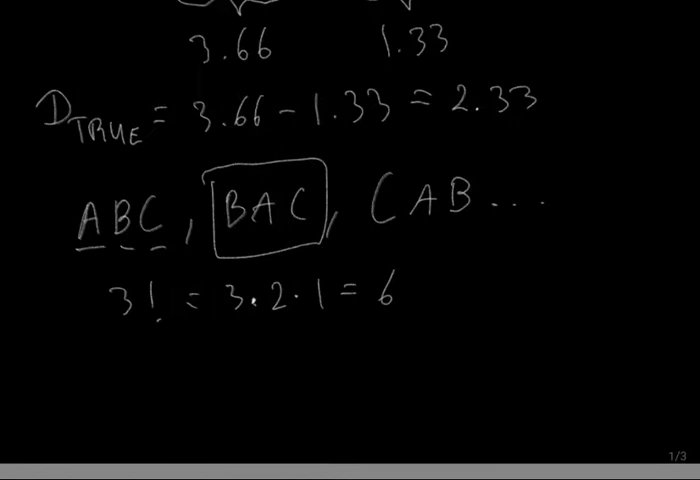 3.66 1.33
D TRUE = 3.66 - 1.33 = 2.33
ABC, BAC, CAB...
3! = 3.2.1 = 6
1/3